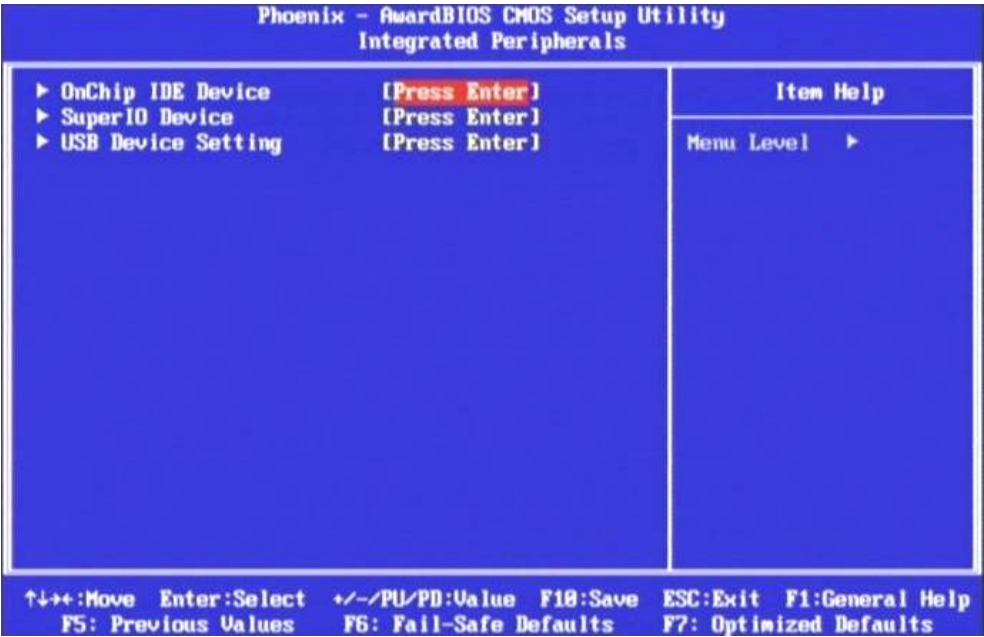 Phoenix - AwardBIOS CMOS Setup Utility
Integrated Peripherals
▶ OnChip IDE Device [Press Enter]
▶ SuperIO Device [Press Enter]
▶ USB Device Setting [Press Enter]
Item Help
Menu Level ▶
↑↓→←:Move Enter:Select +/-/PU/PD:Value F10:Save ESC:Exit F1:General Help
F5: Previous Values F6: Fail-Safe Defaults F7: Optimized Defaults